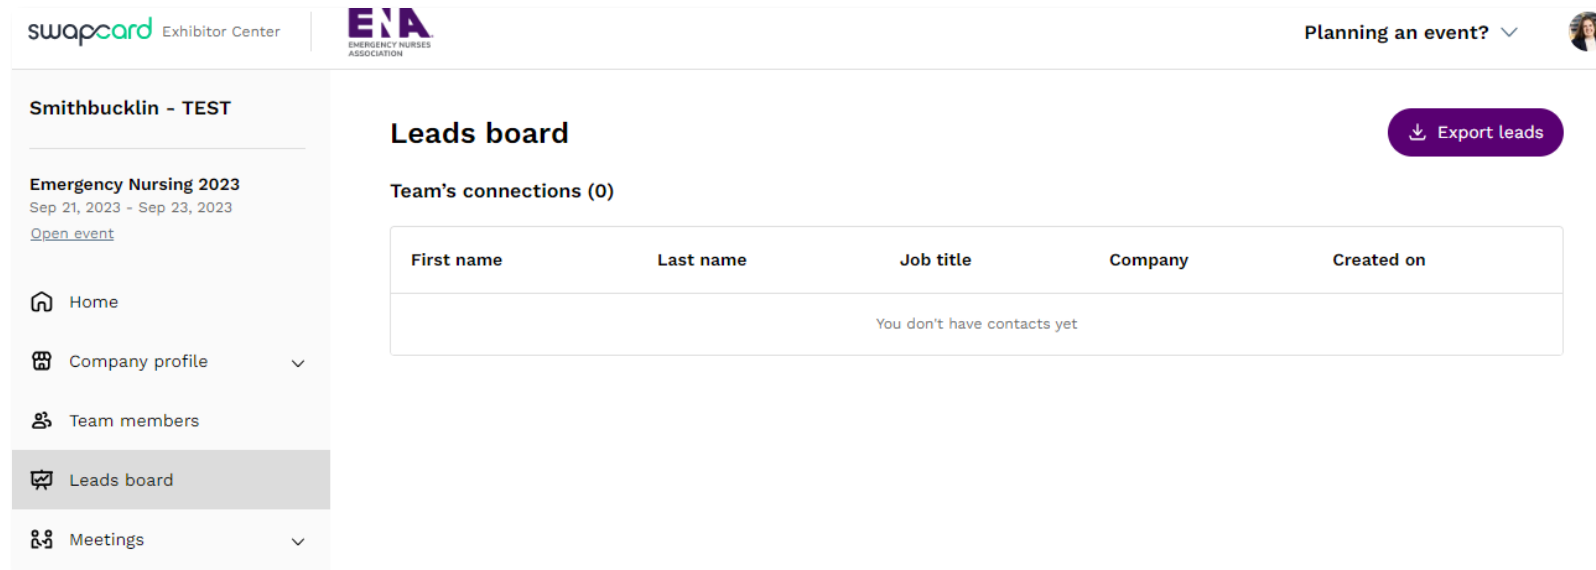 swapcard Exhibitor Center
ENA
EMERGENCY NURSES
ASSOCIATION
Planning an event?
Smithbucklin - TEST
Emergency Nursing 2023
Sep 21, 2023 - Sep 23, 2023
Open event
Home
Company profile
Team members
Leads board
Meetings
Leads board
Export leads
Team's connections (0)
First name Last name Job title Company Created on
You don't have contacts yet